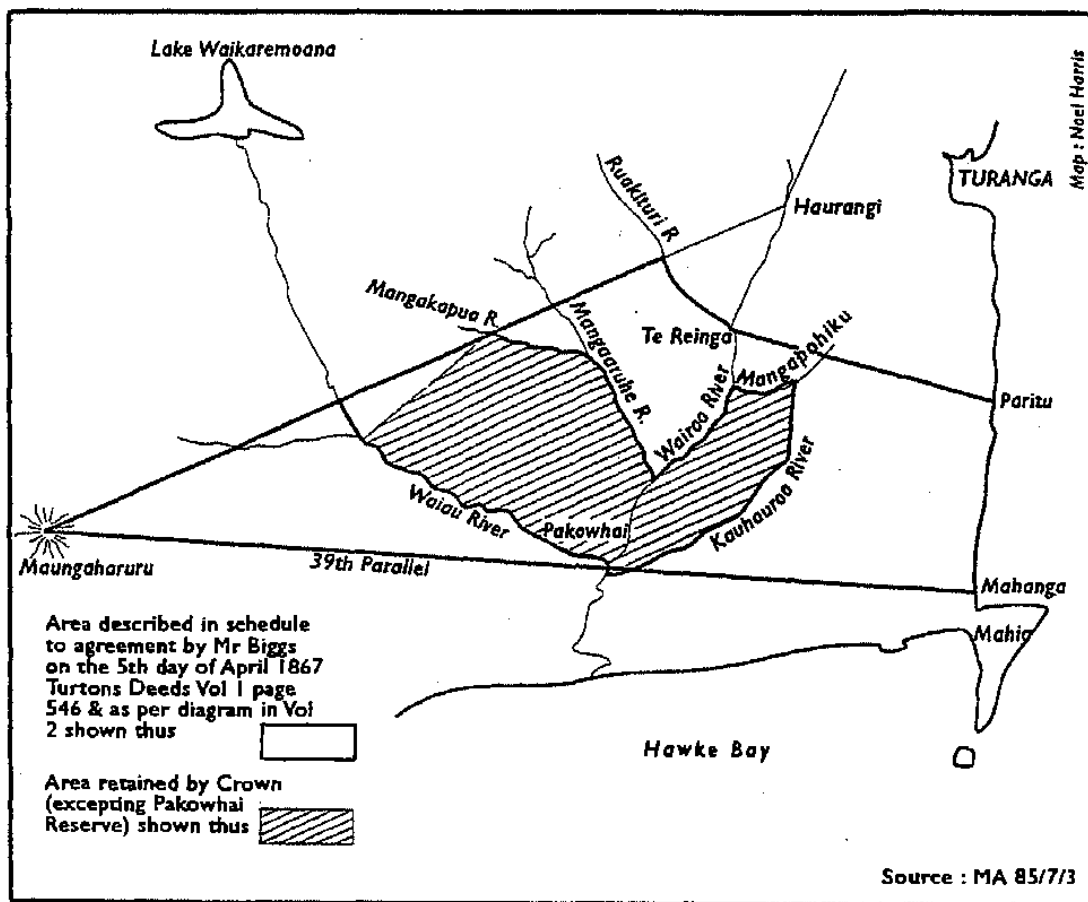 Lake Waikaremoana
Map : Noel Harris
TURANGA
Ruakituri R
Haurangi
Mangakapua R.
Mangaaruhe R.
Te Reinga
Mangapohiku
Wairoa River
Paritu
Waiau River
Pakowhai
Kauhauroa River
39th Parallel
Maungaharuru
Mahanga
Mahia
Area described in schedule
to agreement by Mr Biggs
on the 5th day of April 1867
Turtons Deeds Vol 1 page
546 & as per diagram in Vol
2 shown thus
Hawke Bay
Area retained by Crown
(excepting Pakowhai
Reserve) shown thus
Source : MA 85/7/3